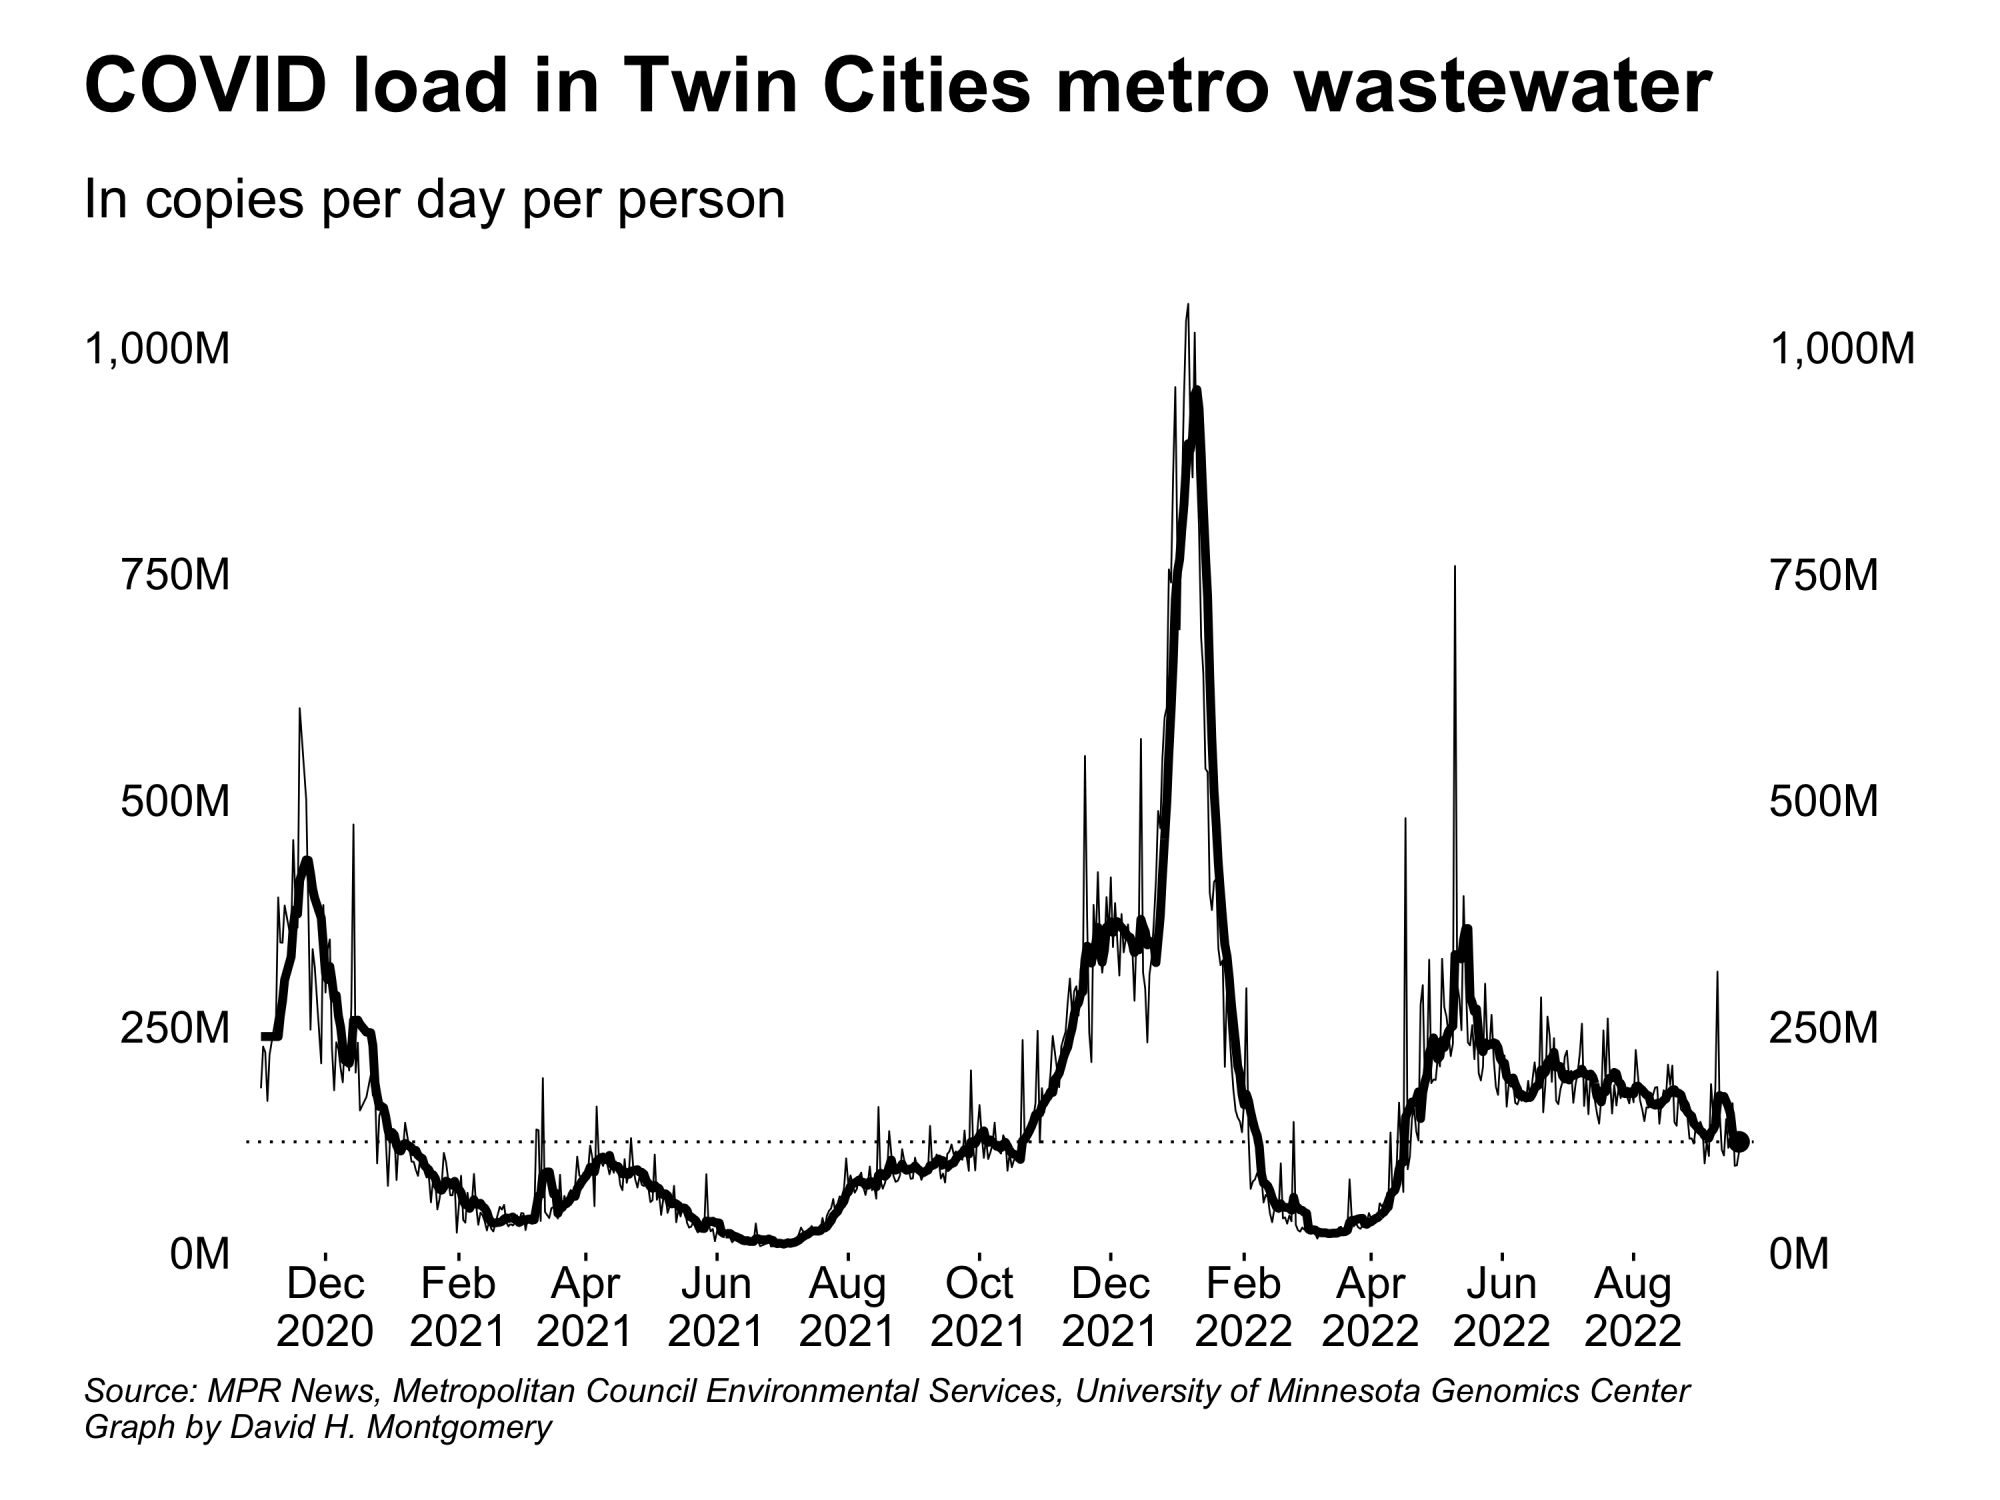 COVID load in Twin Cities metro wastewater
In copies per day per person
1,000M 1,000M
750M 750M
500M 500M
250M 250M
0M 0M
Dec Feb Apr Jun Aug Oct Dec Feb Apr Jun Aug
2020 2021 2021 2021 2021 2021 2021 2022 2022 2022 2022
Source: MPR News, Metropolitan Council Environmental Services, University of Minnesota Genomics Center
Graph by David H. Montgomery